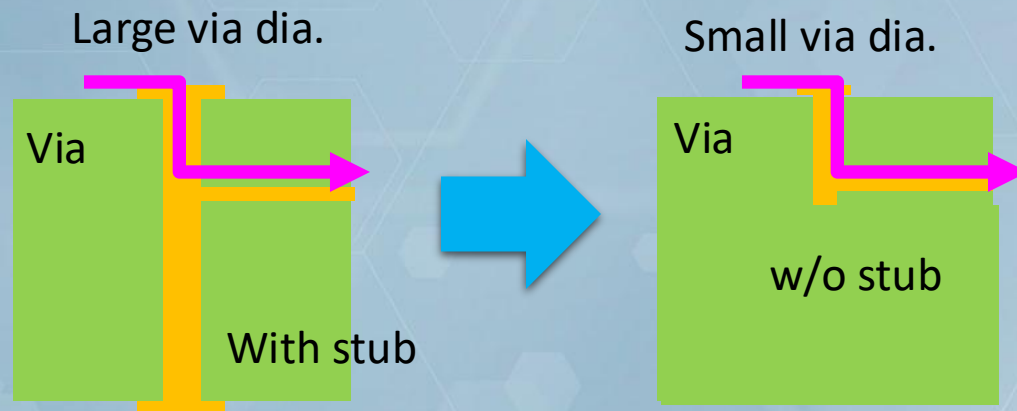 Large via dia.
Small via dia.
Via
Via
w/o stub
With stub